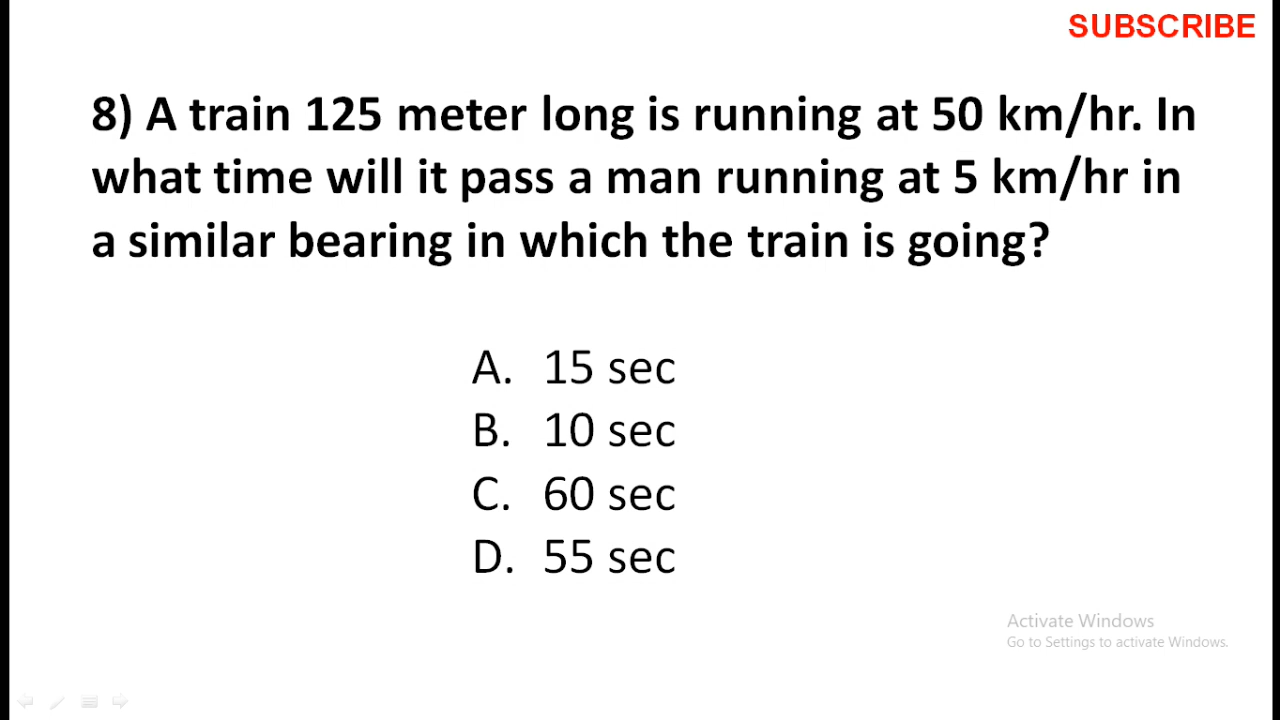 SUBSCRIBE
8) A train 125 meter long is running at 50 km/hr. In
what time will it pass a man running at 5 km/hr in
a similar bearing in which the train is going?
A. 15 sec
B. 10 sec
C. 60 sec
D. 55 sec
Activate Windows
Go to Settings to activate Windows.